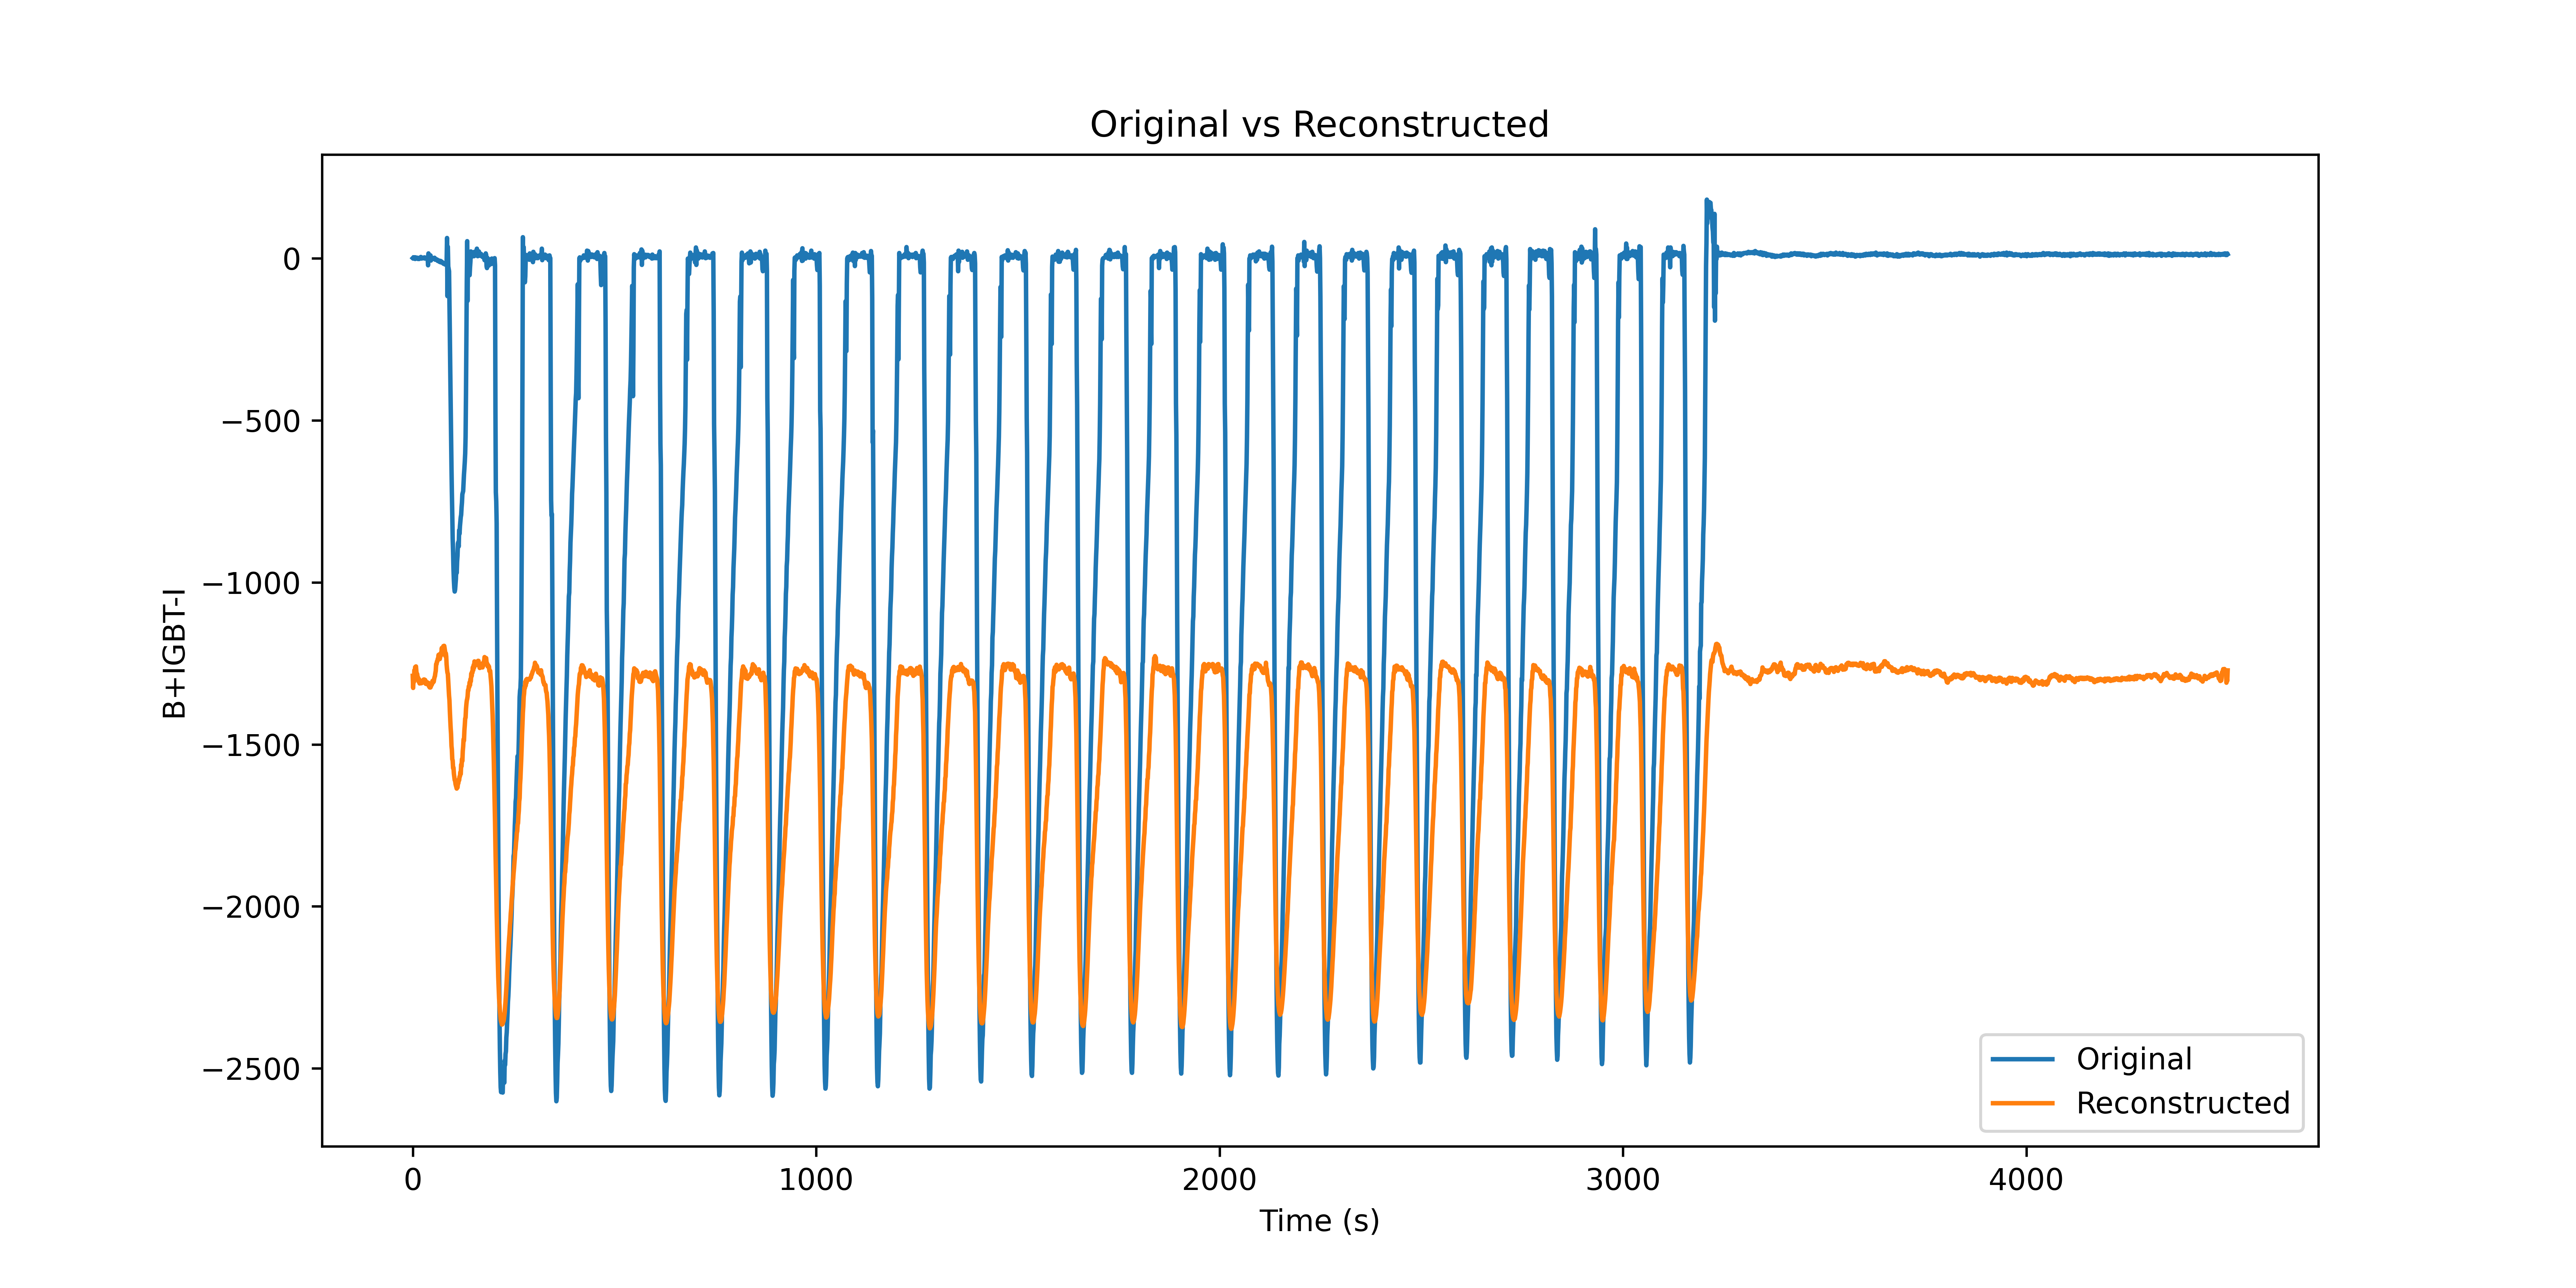 Original vs Reconstructed
B+IGBT-I
0
−500
−1000
−1500
−2000
−2500
0 1000 2000 3000 4000
Time (s)
Original
Reconstructed